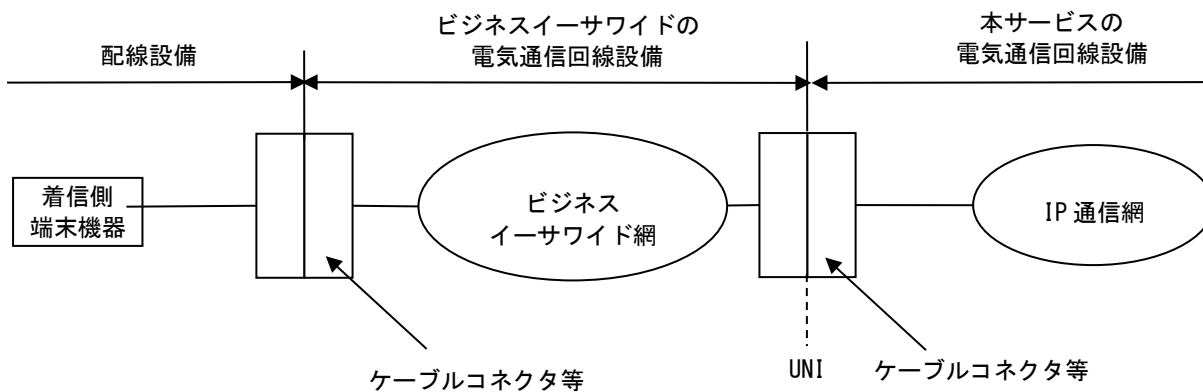 配線設備
ビジネスイーサワイドの
電気通信回線設備
本サービスの
電気通信回線設備
着信側
端末機器
ビジネス
イーサワイド網
IP 通信網
ケーブルコネクタ等
UNI
ケーブルコネクタ等